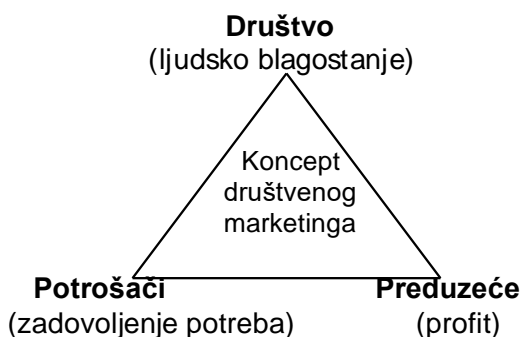 Društvo
(ljudsko blagostanje)
Koncept
društvenog
marketinga
Potrošači Preduzeće
(zadovoljenje potreba) (profit)